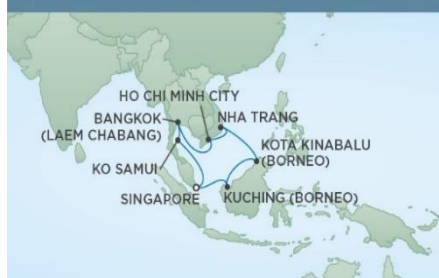 HO CHI MINH CITY
BANGKOK
(LAEM CHABANG)
NHA TRANG
KOTA KINABALU
(BORNEO)
KO SAMUI
SINGAPORE
KUCHING (BORNEO)